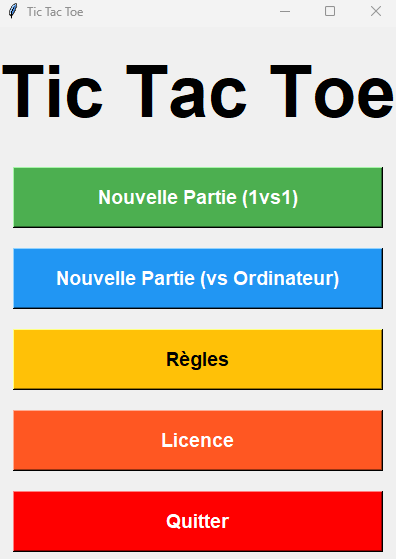 Tic Tac Toe
Tic Tac Toe
Nouvelle Partie (1vs1)
Nouvelle Partie (vs Ordinateur)
Règles
Licence
Quitter